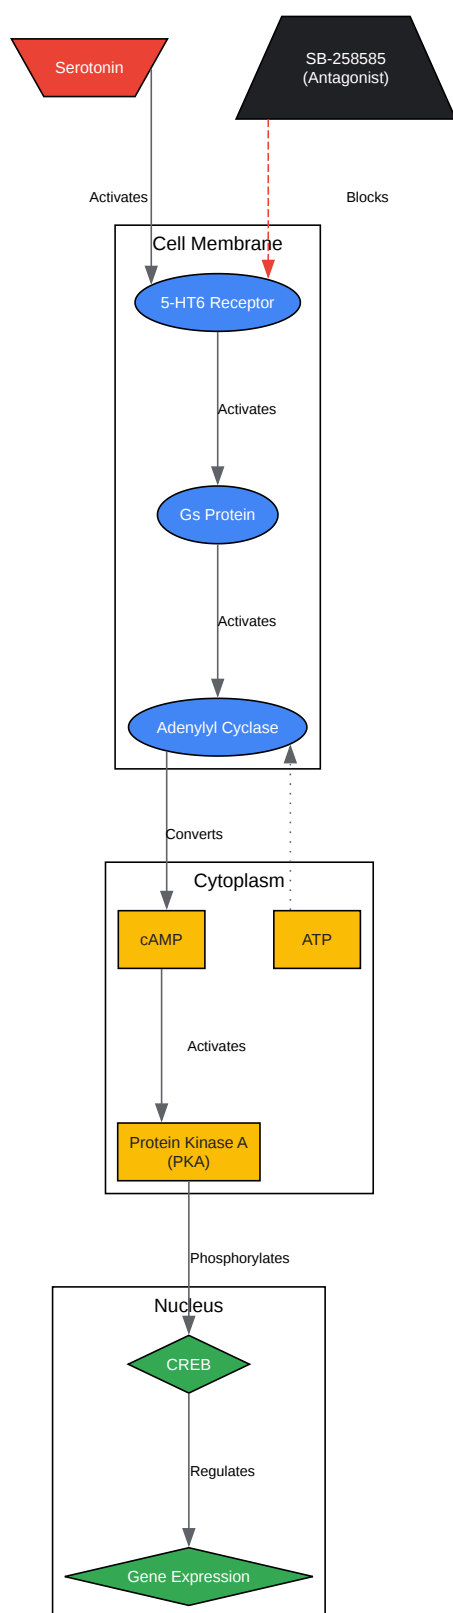 Serotonin
SB-258585
(Antagonist)
Activates
Blocks
Cell Membrane
5-HT6 Receptor
Activates
Gs Protein
Activates
Adenylyl Cyclase
Converts
Cytoplasm
cAMP
ATP
Activates
Protein Kinase A
(PKA)
Phosphorylates
Nucleus
CREB
Regulates
Gene Expression